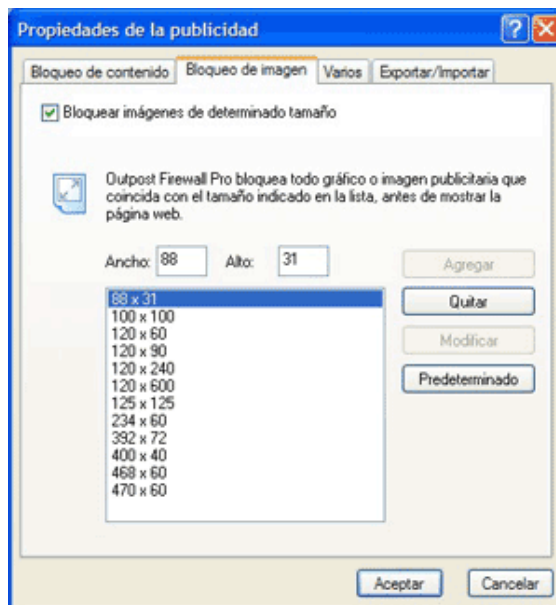 Propiedades de la publicidad
Bloqueo de contenido Bloqueo de imagen Varios Exportar/Importar
Bloquear imágenes de determinado tamaño
Outpost Firewall Pro bloquea todo gráfico o imagen publicitaria que
coincida con el tamaño indicado en la lista, antes de mostrar la
página web.
Ancho: 88 Alto: 31
Agregar
88 x 31
Quitar
100 x 100
120 x 60
Modificar
120 x 90
120 x 240
Predeterminado
120 x 600
125 x 125
234 x 60
392 x 72
400 x 40
468 x 60
470 x 60
Aceptar Cancelar